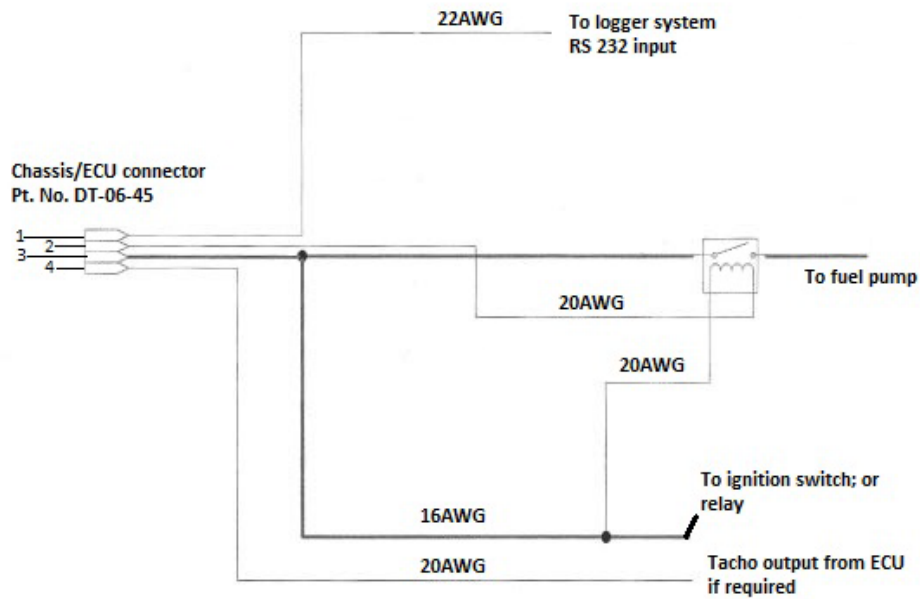 22AWG
To logger system
RS 232 input
Chassis/ECU connector
Pt. No. DT-06-45
1
2
3
4
To fuel pump
20AWG
20AWG
To ignition switch; or
relay
16AWG
20AWG
Tacho output from ECU
if required